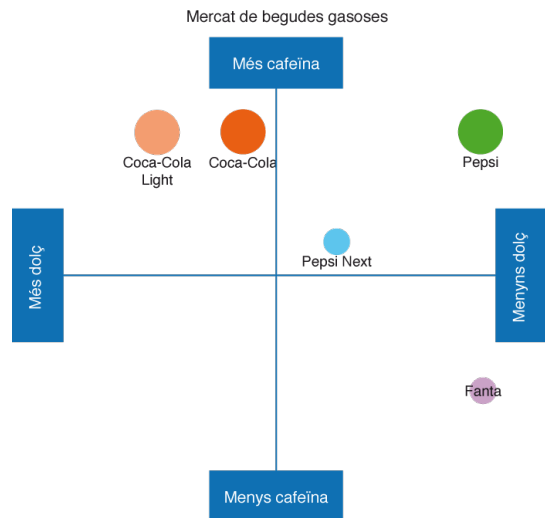 Mercat de begudes gasoses
Més cafeïna
Coca-Cola
Light
Coca-Cola
Pepsi
Pepsi Next
Més dolç
Menyns dolç
Fanta
Menys cafeïna